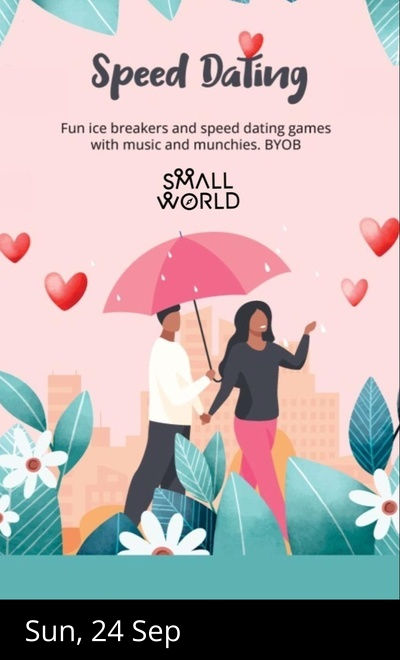 Speed Dating
Fun ice breakers and speed dating games
with music and munchies. BYOB
SMALL
WORLD
Sun, 24 Sep